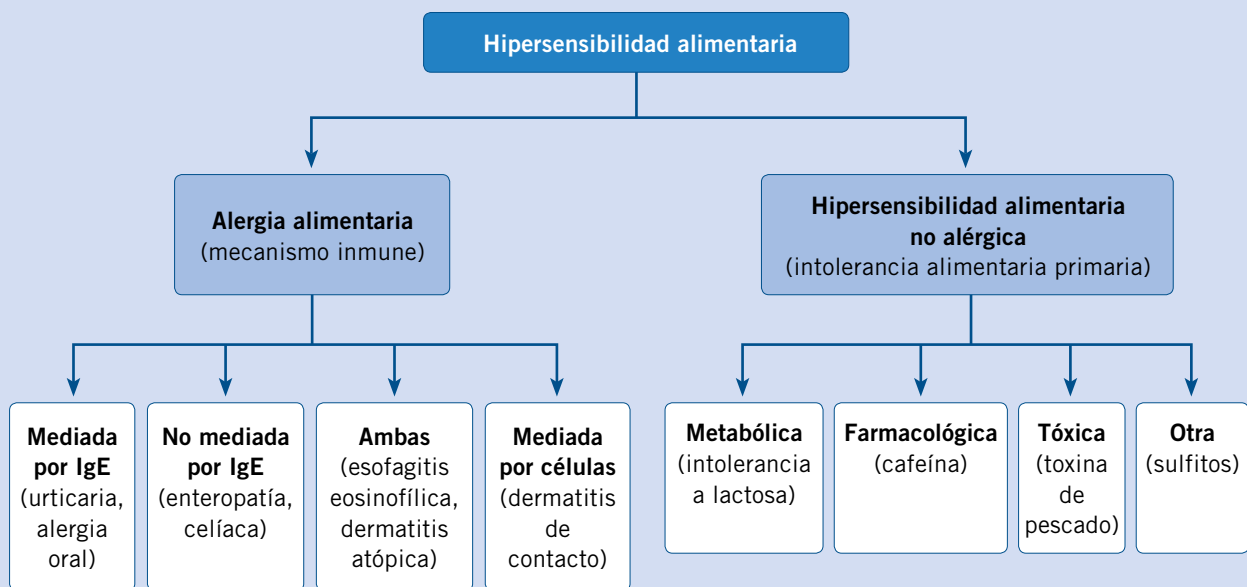 Hipersensibilidad alimentaria
Alergia alimentaria
(mecanismo inmune)
Hipersensibilidad alimentaria
no alérgica
(intolerancia alimentaria primaria)
Mediada
por IgE
(urticaria,
alergia
oral)
No mediada
por IgE
(enteropatía,
celíaca)
Ambas
(esofagitis
eosinofílica,
dermatitis
atópica)
Mediada
por células
(dermatitis
de
contacto)
Metabólica
(intolerancia
a lactosa)
Farmacológica
(cafeína)
Tóxica
(toxina
de
pescado)
Otra
(sulfitos)